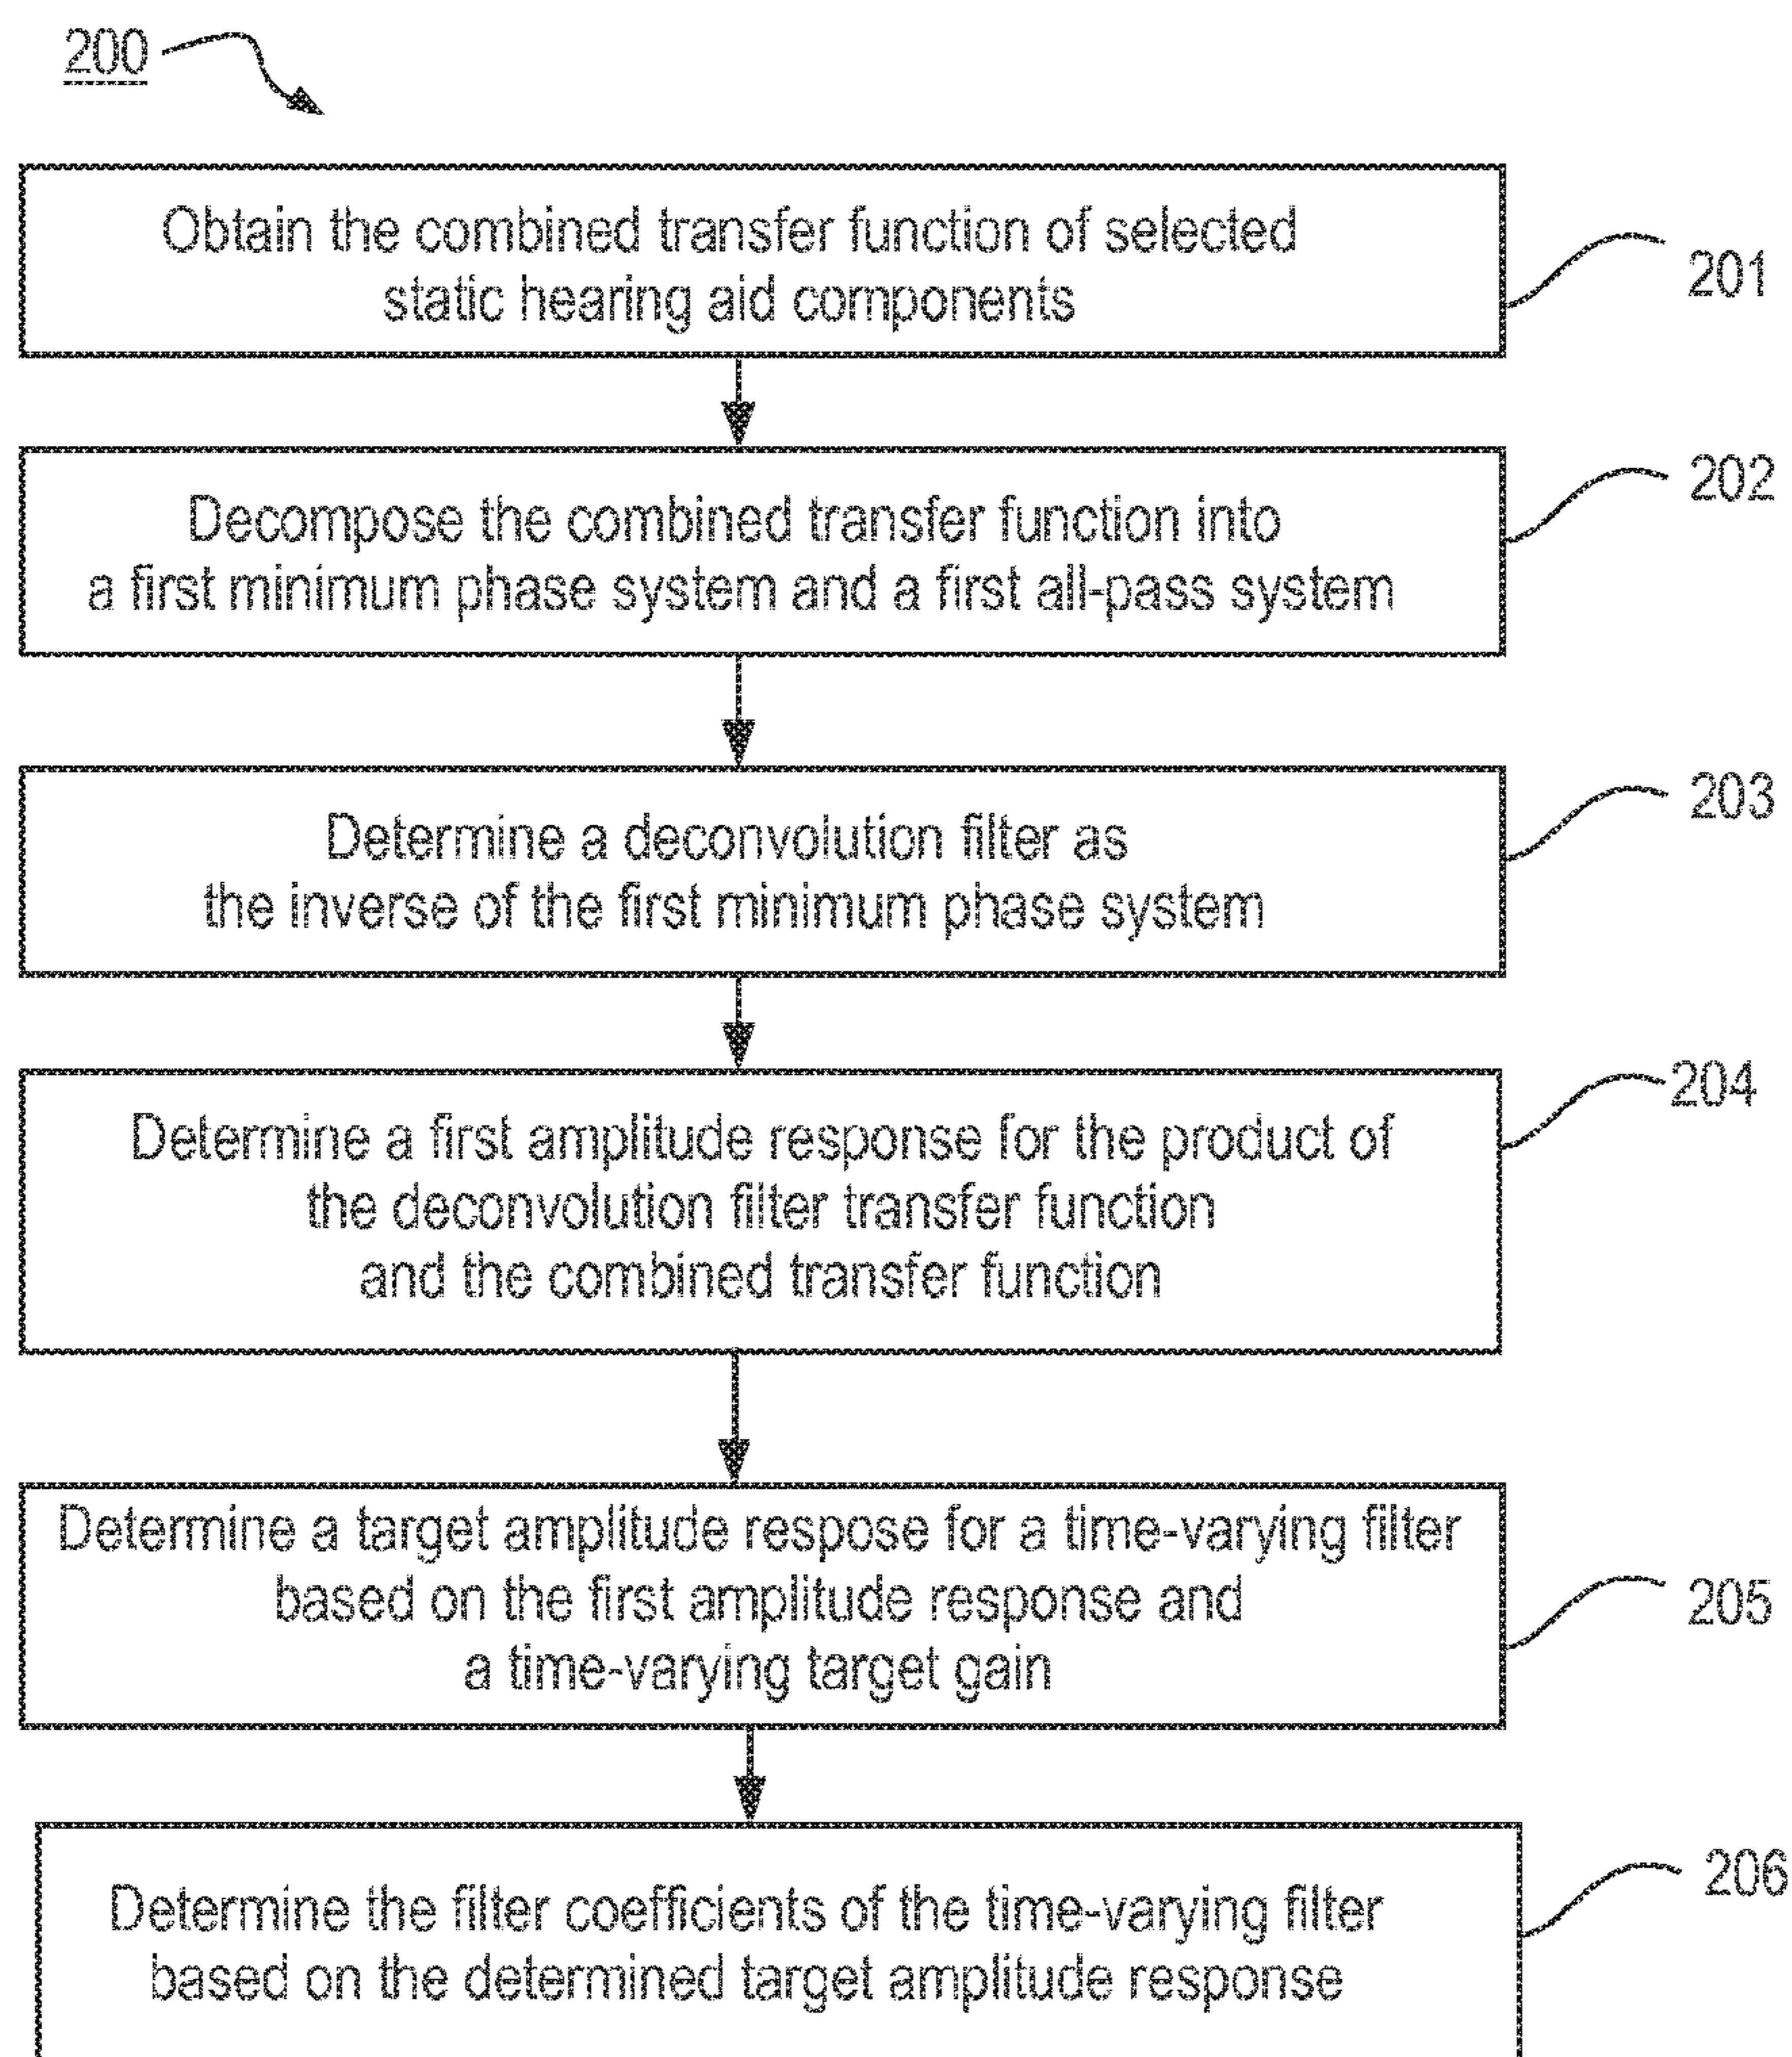 200
Obtain the combined transfer function of selected
static hearing aid components
201
Decompose the combined transfer function into
a first minimum phase system and a first all-pass system
202
Determine a deconvolution filter as
the inverse of the first minimum phase system
203
Determine a first amplitude response for the product of
the deconvolution filter transfer function
and the combined transfer function
204
Determine a target amplitude respose for a time-varying filter
based on the first amplitude response and
a time-varying target gain
205
Determine the filter coefficients of the time-varying filter
based on the determined target amplitude response
206